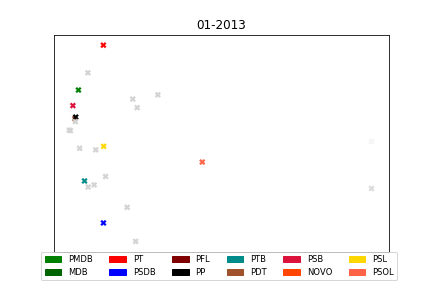 01-2013
PMDB PT PFL PTB PSB PSL
MDB PSDB PP PDT NOVO PSOL